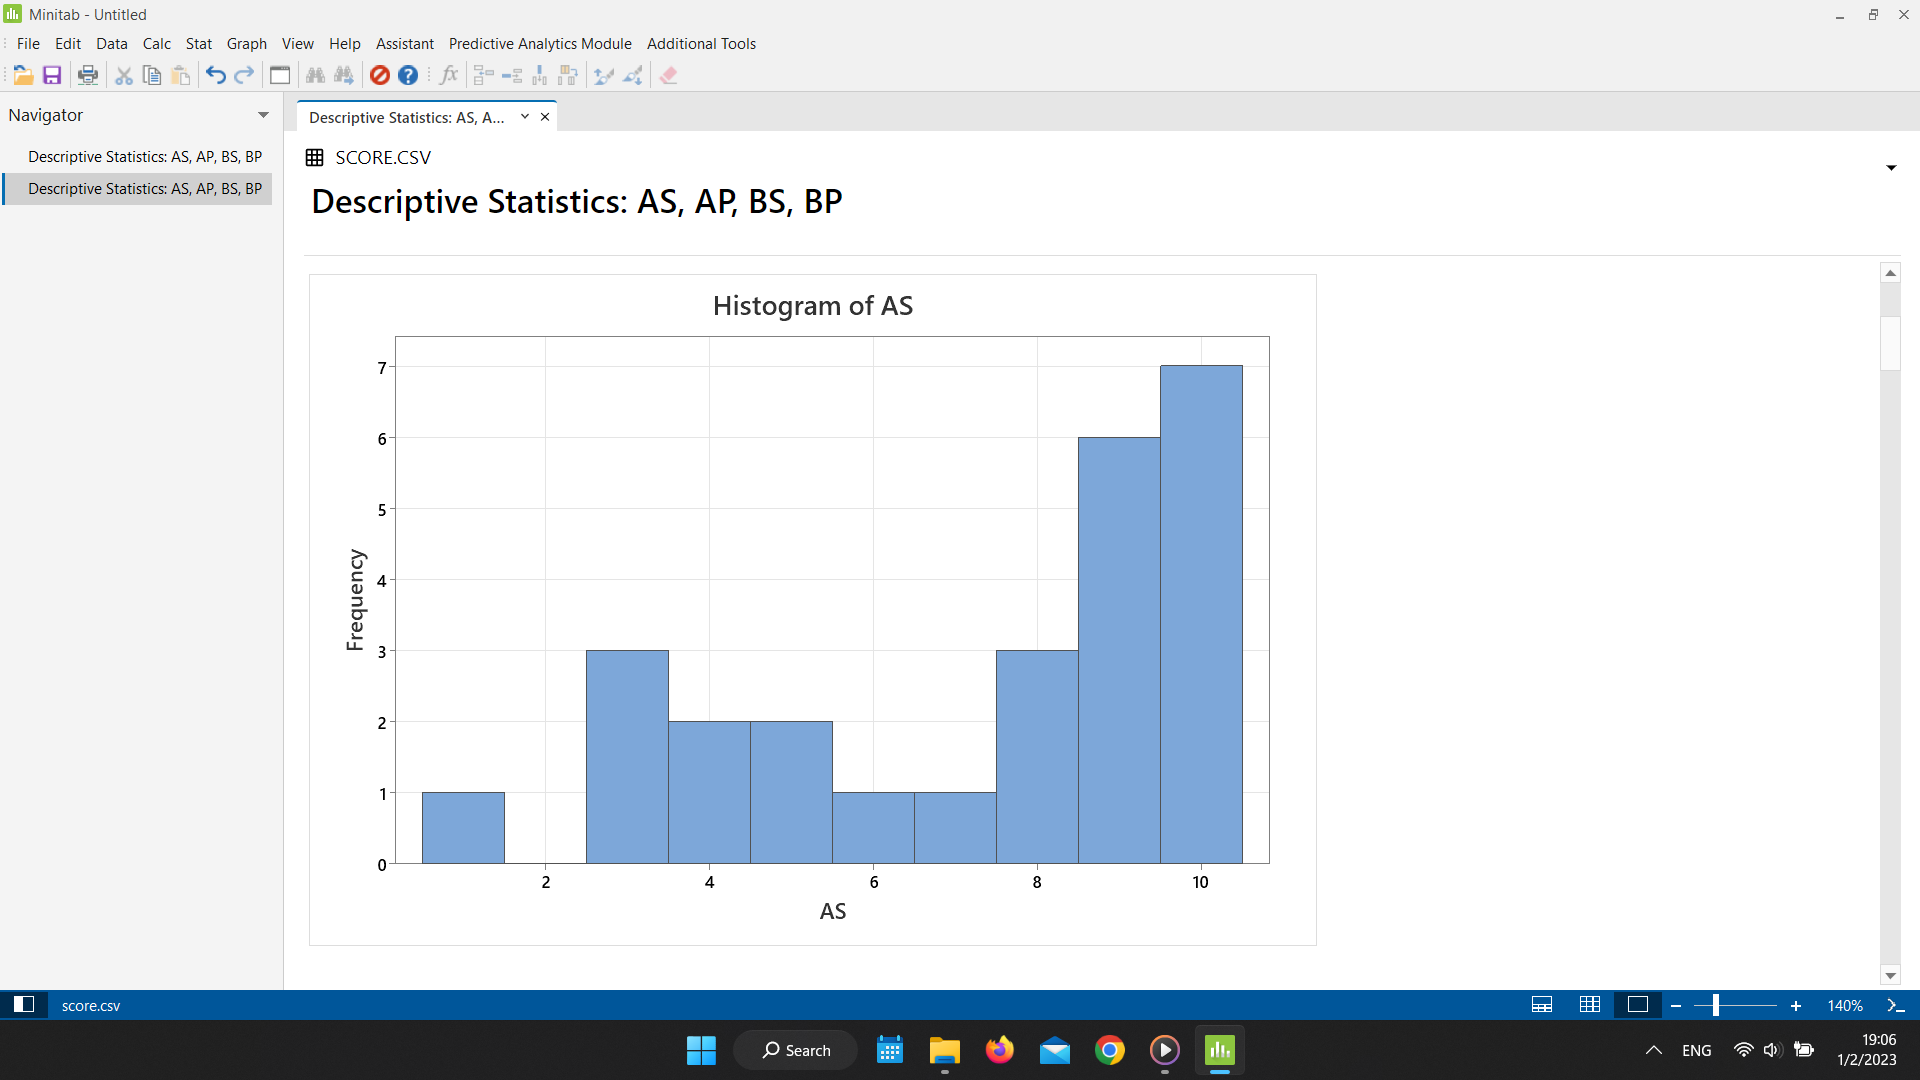 Minitab - Untitled
File Edit Data Calc Stat Graph View Help Assistant Predictive Analytics Module Additional Tools
Navigator
Descriptive Statistics: AS, A...
Descriptive Statistics: AS, AP, BS, BP
Descriptive Statistics: AS, AP, BS, BP
SCORE.CSV
Descriptive Statistics: AS, AP, BS, BP
Histogram of AS
7
6
5
4
3
2
1
0
Frequency
2 4 6 8 10
AS
score.csv
140%
Search
ENG
19:06
1/2/2023